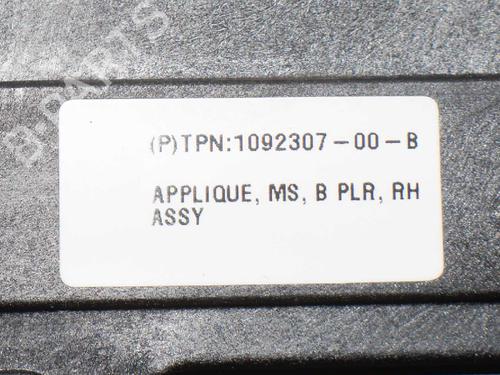 B-PARTS
(P)TPN:1092307-00-B
APPLIQUE, MS, B PLR, RH
ASSY